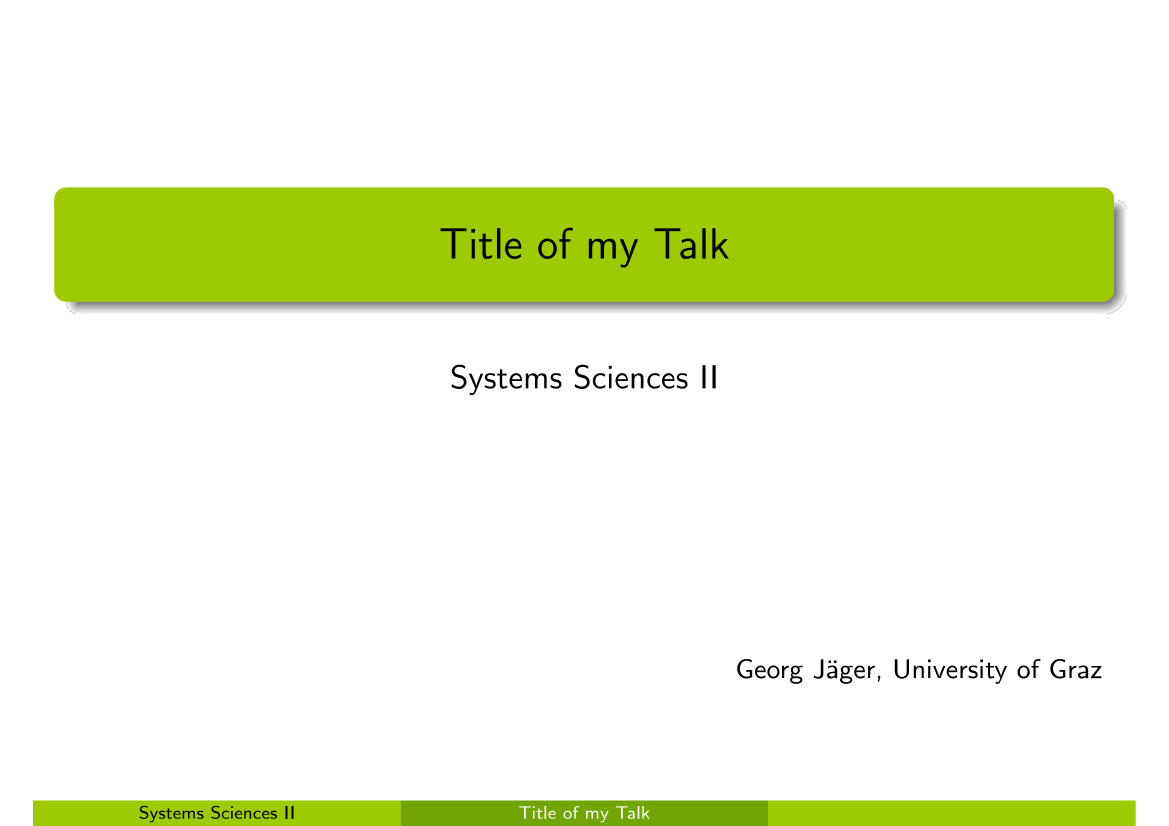 Title of my Talk
Systems Sciences II
Georg Jäger, University of Graz
Systems Sciences II
Title of my Talk